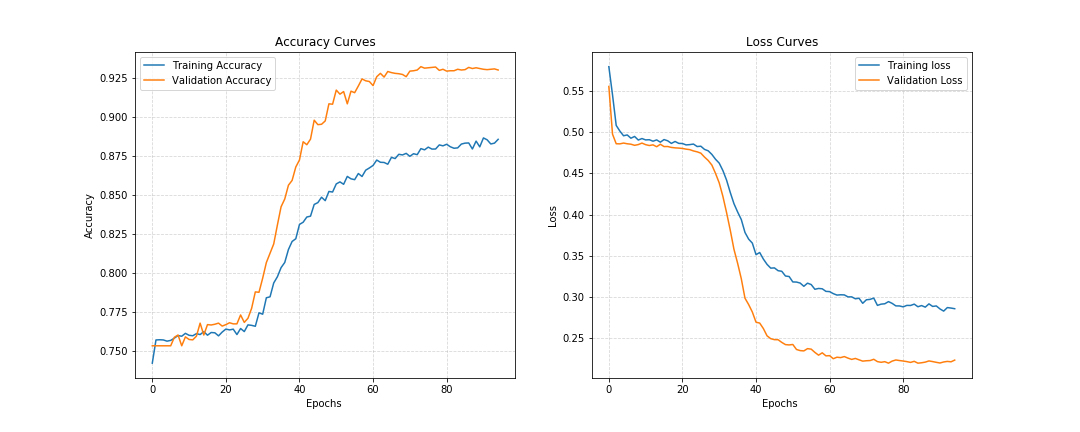 Accuracy Curves
Training Accuracy
Validation Accuracy
0.925
0.900
0.875
0.850
0.825
0.800
0.775
0.750
Accuracy
0 20 40 60 80
Epochs
Loss Curves
Training loss
Validation Loss
0.55
0.50
0.45
0.40
0.35
0.30
0.25
Loss
0 20 40 60 80
Epochs